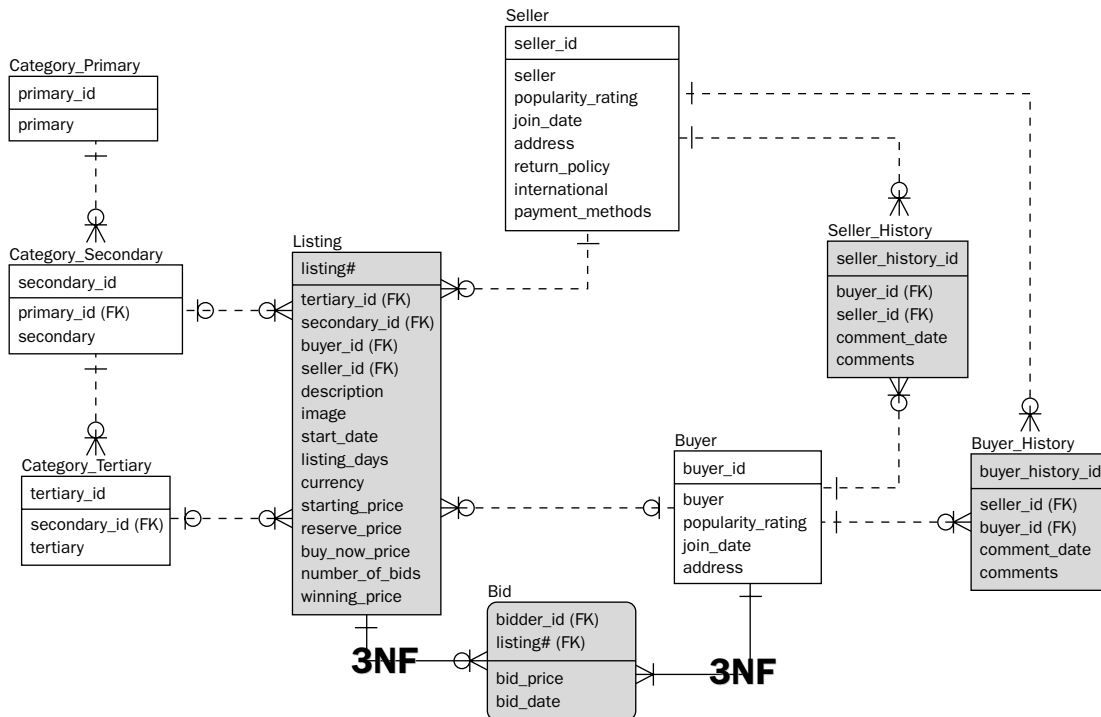 Seller
seller_id
seller
popularity_rating
join_date
address
return_policy
international
payment_methods
Category_Primary
primary_id
primary
Category_Secondary
secondary_id
primary_id (FK)
secondary
Category_Tertiary
tertiary_id
secondary_id (FK)
tertiary
Listing
listing#
tertiary_id (FK)
secondary_id (FK)
buyer_id (FK)
seller_id (FK)
description
image
start_date
listing_days
currency
starting_price
reserve_price
buy_now_price
number_of_bids
winning_price
Seller_History
seller_history_id
buyer_id (FK)
seller_id (FK)
comment_date
comments
Buyer
buyer_id
buyer
popularity_rating
join_date
address
Buyer_History
buyer_history_id
seller_id (FK)
buyer_id (FK)
comment_date
comments
Bid
bidder_id (FK)
listing# (FK)
bid_price
bid_date
3NF
3NF